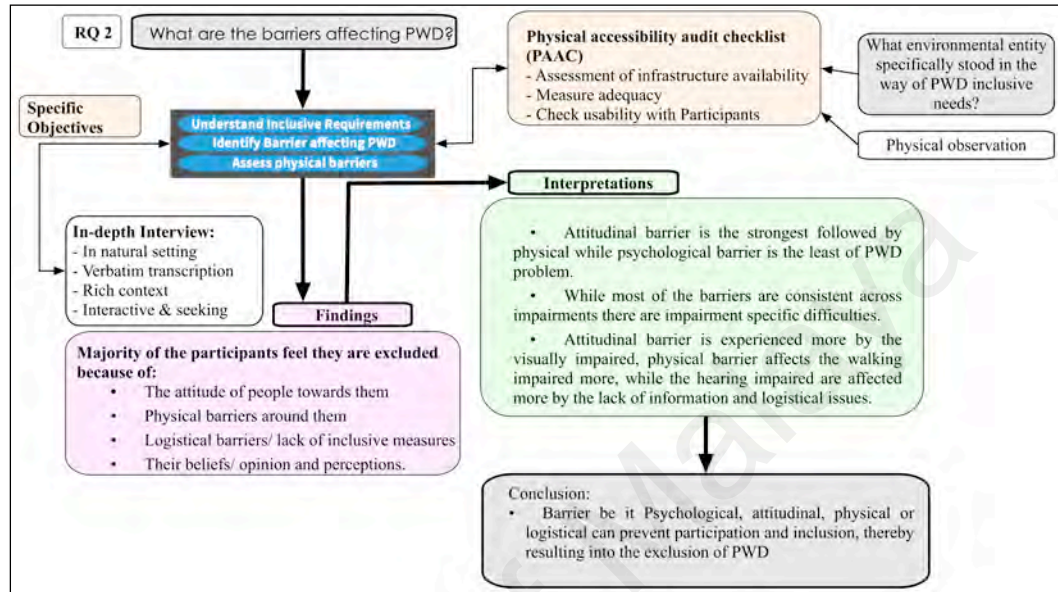 RQ 2
What are the barriers affecting PWD?
Physical accessibility audit checklist
(PAAC)
- Assessment of infrastructure availability
- Measure adequacy
- Check usability with Participants
What environmental entity
specifically stood in the
way of PWD inclusive
needs?
Physical observation
Specific
Objectives
Understand Inclusive Requirements
Identify Barrier affecting PWD
Assess physical barriers
In-depth Interview:
- In natural setting
- Verbatim transcription
- Rich context
- Interactive & seeking
Findings
Majority of the participants feel they are excluded
because of:
• The attitude of people towards them
• Physical barriers around them
• Logistical barriers/ lack of inclusive measures
• Their beliefs/ opinion and perceptions.
Interpretations
• Attitudinal barrier is the strongest followed by
physical while psychological barrier is the least of PWD
problem.
• While most of the barriers are consistent across
impairments there are impairment specific difficulties.
• Attitudinal barrier is experienced more by the
visually impaired, physical barrier affects the walking
impaired more, while the hearing impaired are affected
more by the lack of information and logistical issues.
Conclusion:
• Barrier be it Psychological, attitudinal, physical or
logistical can prevent participation and inclusion, thereby
resulting into the exclusion of PWD